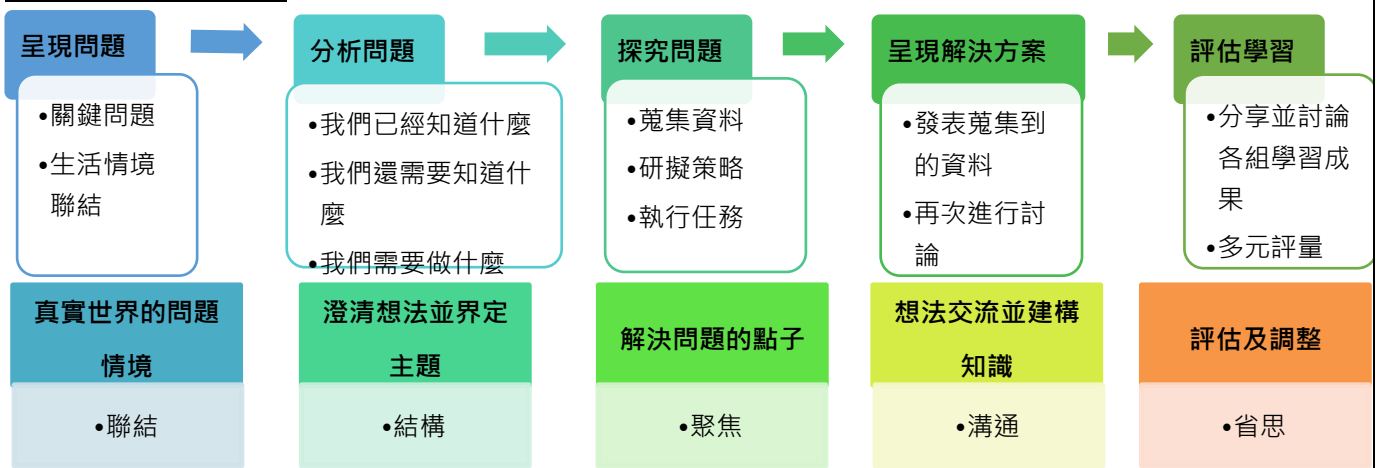 呈現問題
•關鍵問題
•生活情境
聯結
分析問題
•我們已經知道什麼
•我們還需要知道什
麼
•我們需要做什麼
探究問題
•蒐集資料
•研擬策略
•執行任務
呈現解決方案
•發表蒐集到
的資料
•再次進行討
論
評估學習
•分享並討論
各組學習成
果
•多元評量
真實世界的問題
情境
•聯結
澄清想法並界定
主題
•結構
解決問題的點子
•聚焦
想法交流並建構
知識
•溝通
評估及調整
•省思